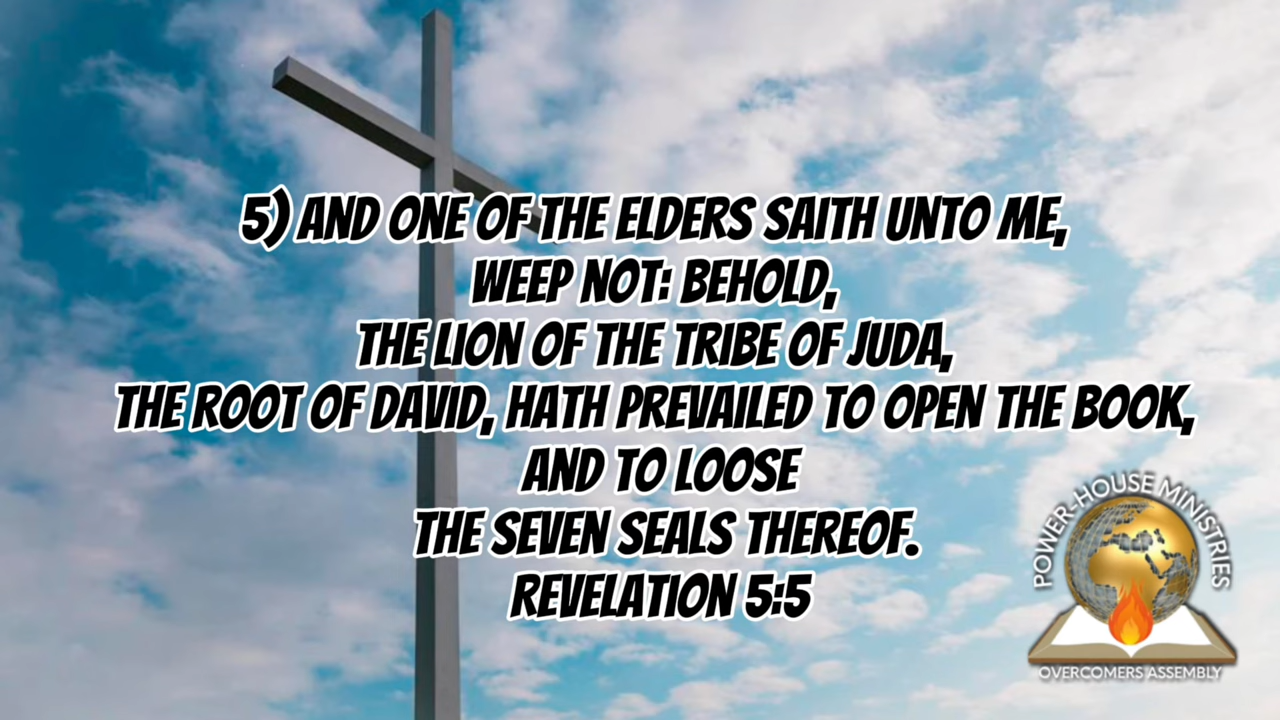 5) AND ONE OF THE ELDERS SAITH UNTO ME,
WEEP NOT: BEHOLD,
THE LION OF THE TRIBE OF JUDA,
THE ROOT OF DAVID, HATH PREVAILED TO OPEN THE BOOK,
AND TO LOOSE
THE SEVEN SEALS THEREOF.
REVELATION 5:5
POWER-HOUSE MINISTRIES
OVERCOMERS ASSEMBLY